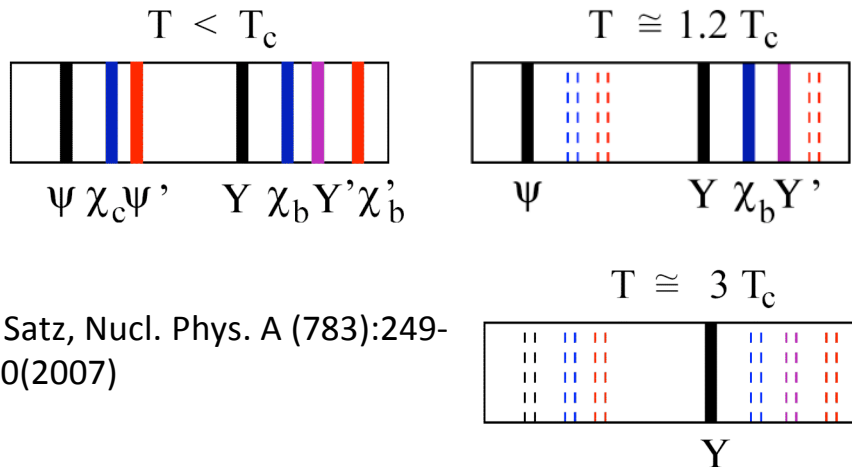 T < T_c
ψ χ_c ψ' Υ χ_b Υ' χ'_b
T ≅ 1.2 T_c
ψ Υ χ_b Υ'
T ≅ 3 T_c
Υ
Satz, Nucl. Phys. A (783):249-
0(2007)